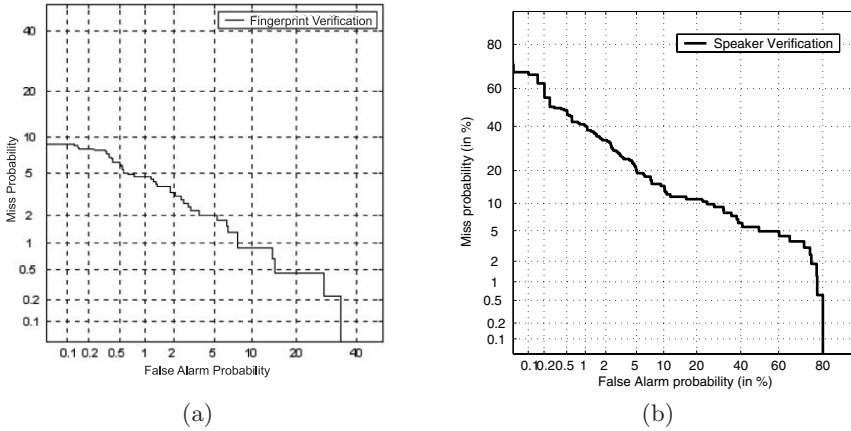 Fingerprint Verification
40
20
10
5
2
1
0.5
0.2
0.1
Miss Probability
0.1 0.2 0.5 1 2 5 10 20 40
False Alarm Probability
(a)
Speaker Verification
80
60
40
20
10
5
2
1
0.5
0.2
0.1
Miss probability (in %)
0.1 0.2 0.5 1 2 5 10 20 40 60 80
False Alarm probability (in %)
(b)